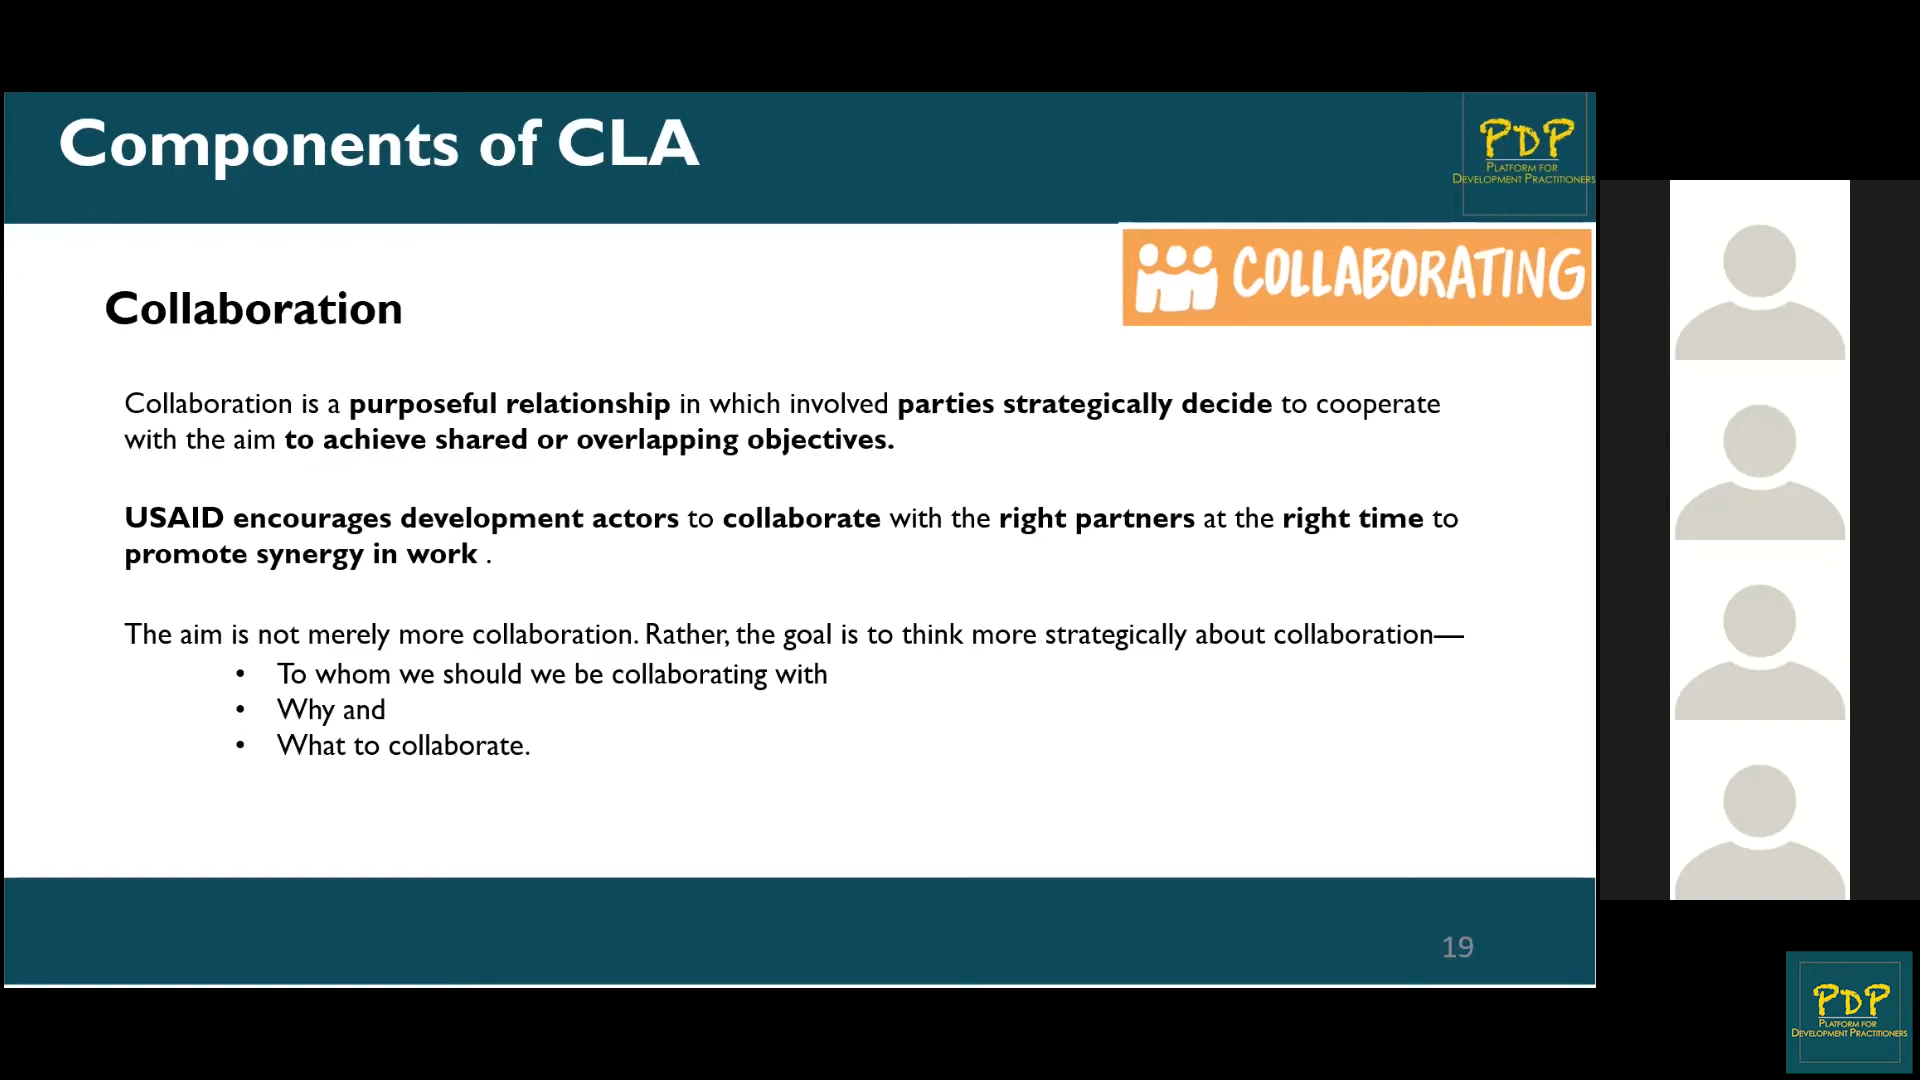 Components of CLA
PDP
PLATFORM FOR
DEVELOPMENT PRACTITIONERS
COLLABORATING
Collaboration
Collaboration is a purposeful relationship in which involved parties strategically decide to cooperate
with the aim to achieve shared or overlapping objectives.
USAID encourages development actors to collaborate with the right partners at the right time to
promote synergy in work .
The aim is not merely more collaboration. Rather, the goal is to think more strategically about collaboration—
• To whom we should we be collaborating with
• Why and
• What to collaborate.
19
PDP
PLATFORM FOR
DEVELOPMENT PRACTITIONERS